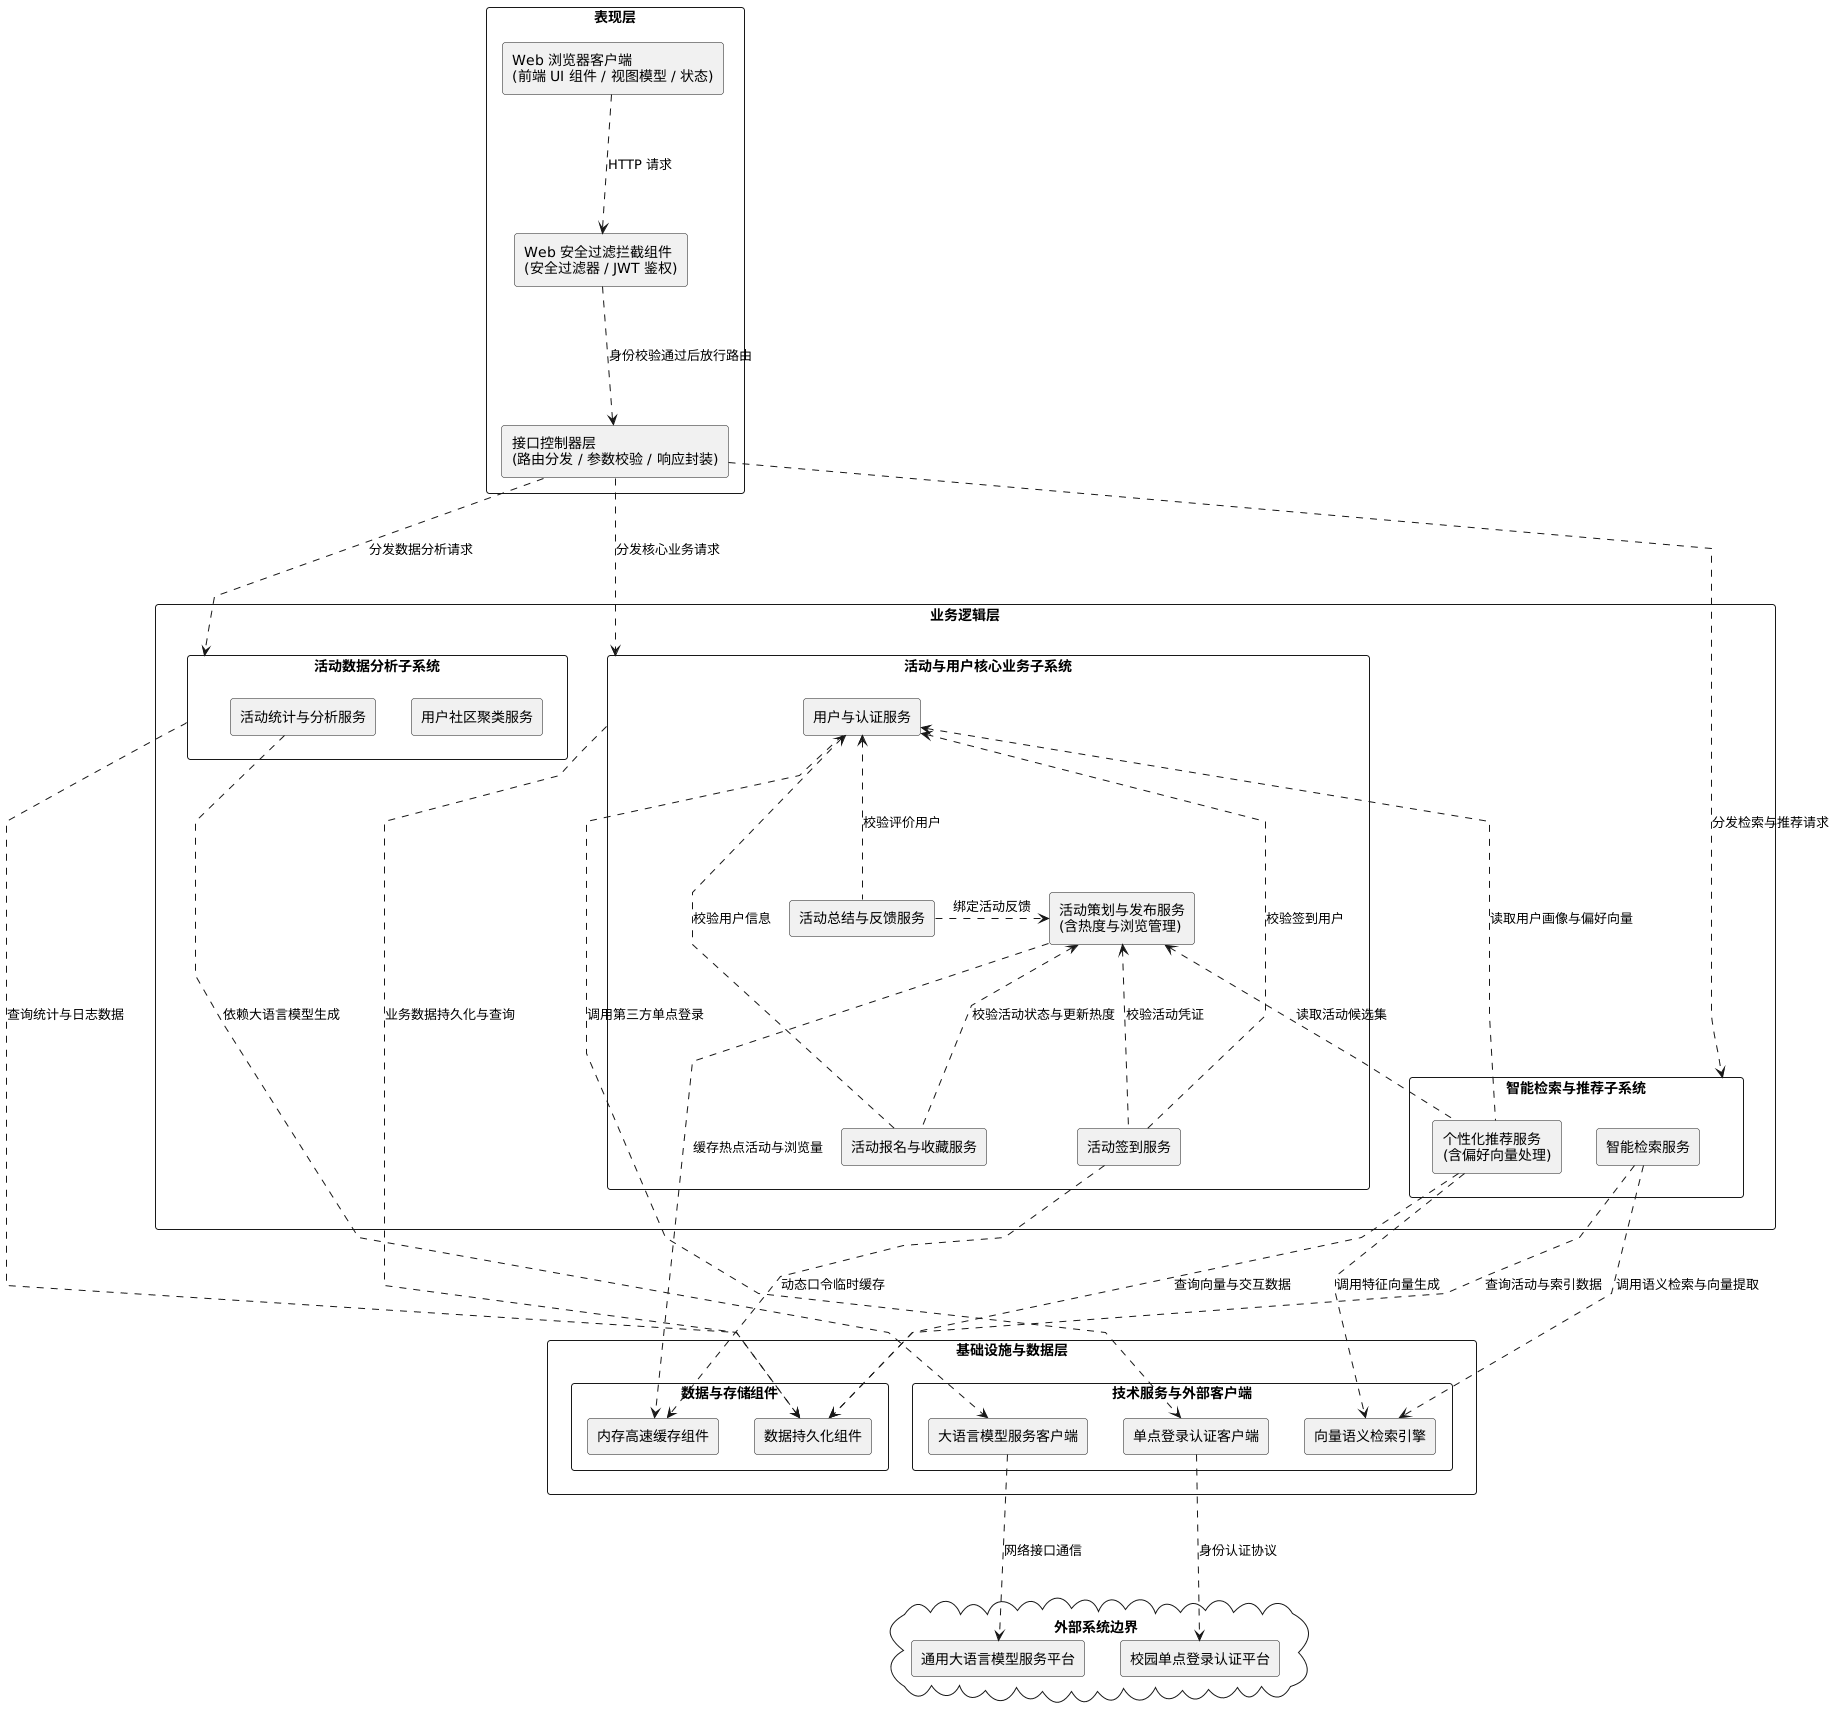 表现层
Web 浏览器客户端
(前端 UI 组件 / 视图模型 / 状态)
HTTP 请求
Web 安全过滤拦截组件
(安全过滤器 / JWT 鉴权)
身份校验通过后放行路由
接口控制器层
(路由分发 / 参数校验 / 响应封装)
分发数据分析请求
分发核心业务请求
业务逻辑层
活动数据分析子系统
活动与用户核心业务子系统
活动统计与分析服务
用户社区聚类服务
用户与认证服务
校验评价用户
分发检索与推荐请求
活动总结与反馈服务
绑定活动反馈
活动策划与发布服务
(含热度与浏览管理)
校验用户信息
校验签到用户
读取用户画像与偏好向量
查询统计与日志数据
依赖大语言模型生成
业务数据持久化与查询
调用第三方单点登录
校验活动状态与更新热度
校验活动凭证
读取活动候选集
智能检索与推荐子系统
缓存热点活动与浏览量
活动报名与收藏服务
活动签到服务
个性化推荐服务
(含偏好向量处理)
智能检索服务
动态口令临时缓存
查询向量与交互数据
调用特征向量生成
查询活动与索引数据
调用语义检索与向量提取
基础设施与数据层
数据与存储组件
技术服务与外部客户端
内存高速缓存组件
数据持久化组件
大语言模型服务客户端
单点登录认证客户端
向量语义检索引擎
网络接口通信
身份认证协议
外部系统边界
通用大语言模型服务平台
校园单点登录认证平台